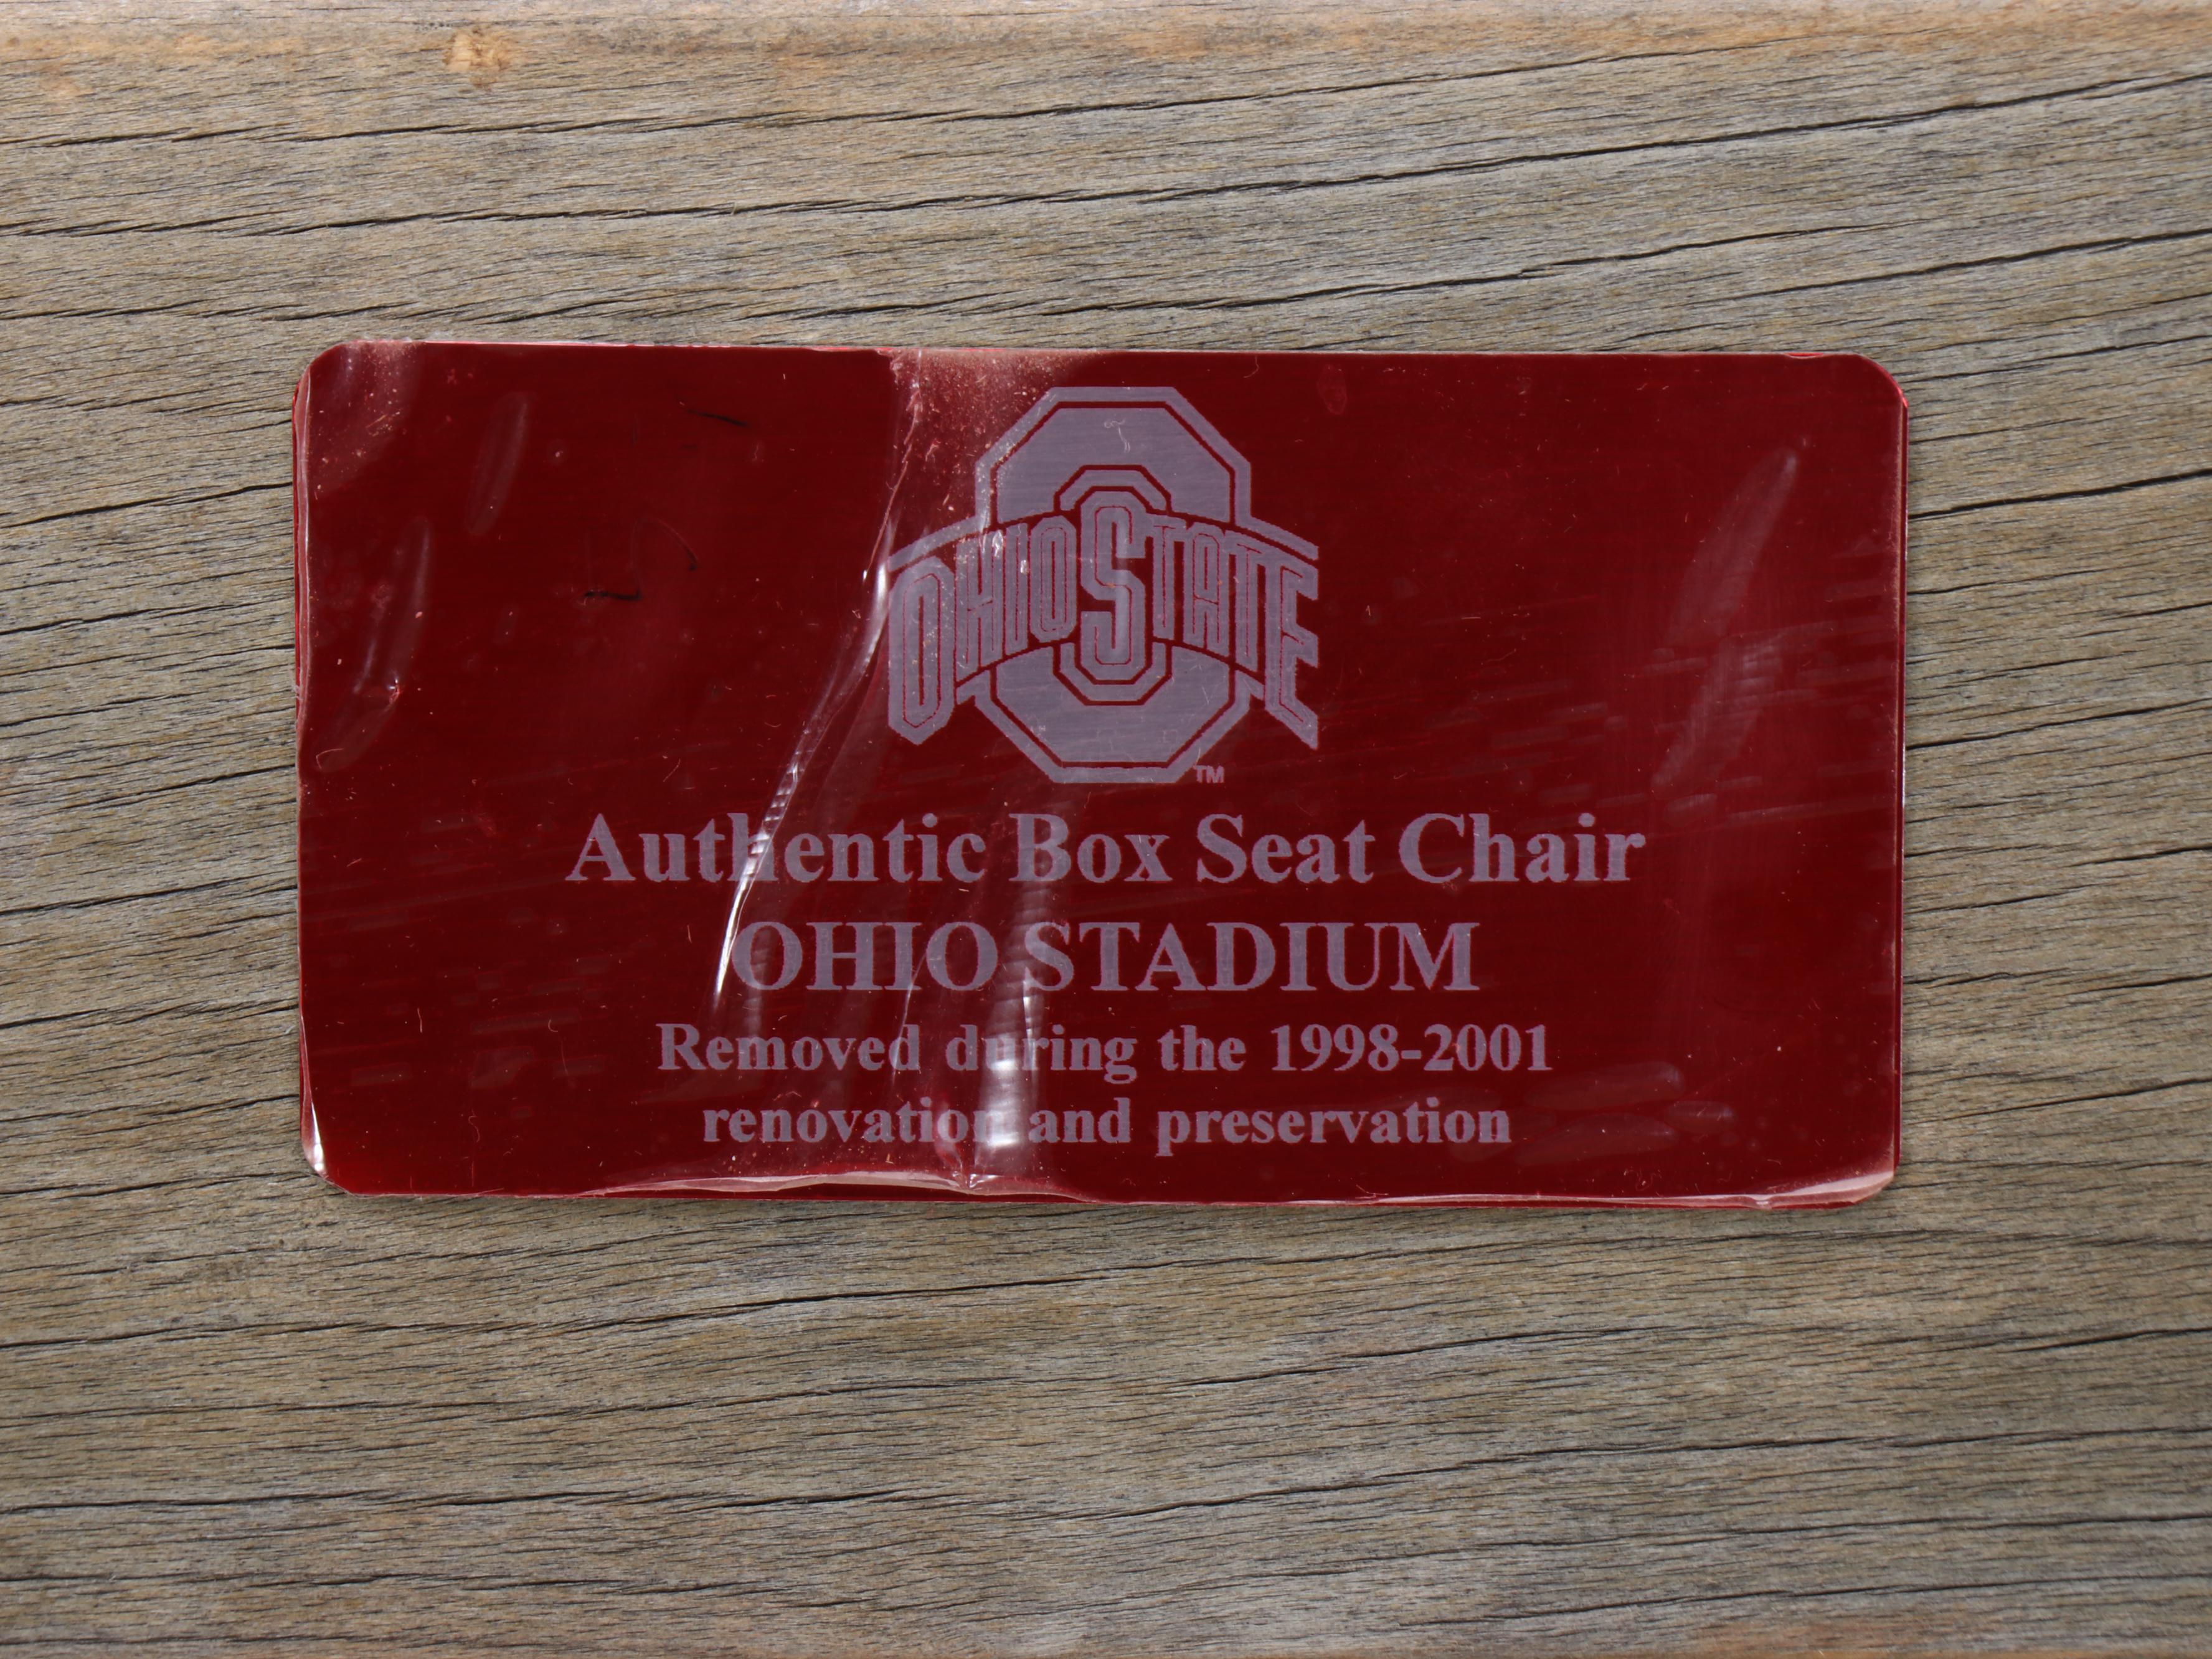 OHIO STATE
TM
Authentic Box Seat Chair
OHIO STADIUM
Removed during the 1998-2001
renovation and preservation